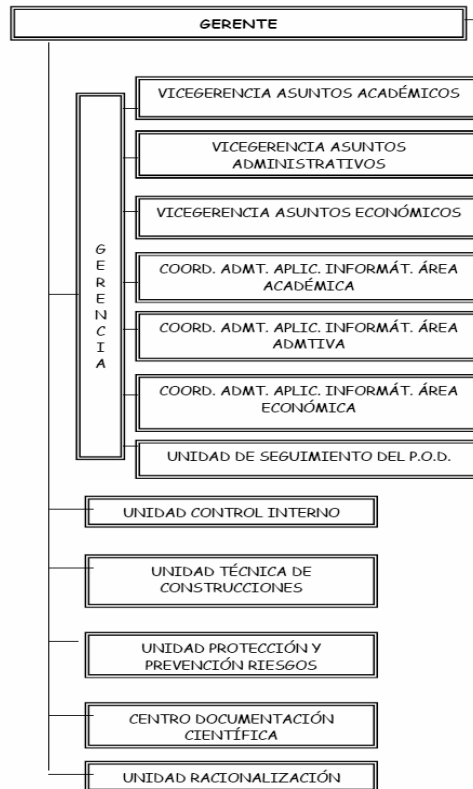 GERENTE
GERENCIA
VICEGERENCIA ASUNTOS ACADÉMICOS
VICEGERENCIA ASUNTOS
ADMINISTRATIVOS
VICEGERENCIA ASUNTOS ECONÓMICOS
COORD. ADMT. APLIC. INFORMÁT. ÁREA
ACADÉMICA
COORD. ADMT. APLIC. INFORMÁT. ÁREA
ADMTIVA
COORD. ADMT. APLIC. INFORMÁT. ÁREA
ECONÓMICA
UNIDAD DE SEGUIMIENTO DEL P.O.D.
UNIDAD CONTROL INTERNO
UNIDAD TÉCNICA DE
CONSTRUCCIONES
UNIDAD PROTECCIÓN Y
PREVENCIÓN RIESGOS
CENTRO DOCUMENTACIÓN
CIENTÍFICA
UNIDAD RACIONALIZACIÓN